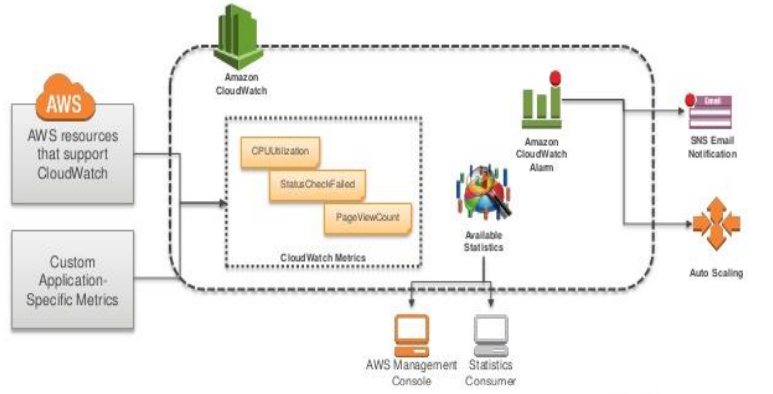 Amazon
CloudWatch
AWS
AWS resources
that support
CloudWatch
CPUUtilization
StatusCheckFailed
PageViewCount
CloudWatch Metrics
Custom
Application-
Specific Metrics
Amazon
CloudWatch
Alarm
Available
Statistics
Email
SNS Email
Notification
Auto Scaling
AWS Management
Console
Statistics
Consumer